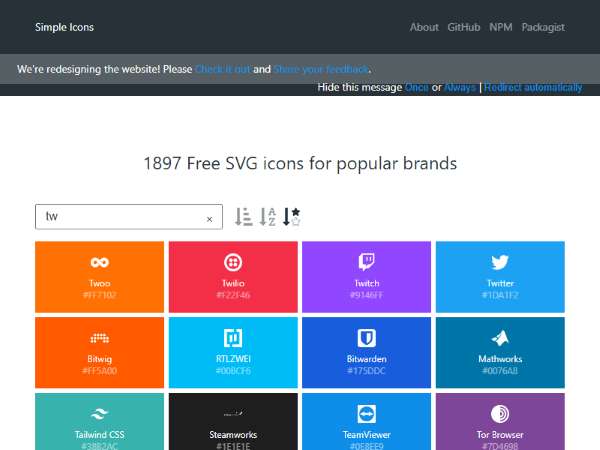 Simple Icons
About GitHub NPM Packagist
We're redesigning the website! Please Check it out and Share your feedback.
Hide this message Once or Always | Redirect automatically
1897 Free SVG icons for popular brands
tw
Twoo Twilio Twitch Twitter
#FF7102 #F22F46 #9146FF #1DA1F2
Bitwig RTLZWEI Bitwarden Mathworks
#FF5A00 #00BCF6 #175DDC #0076A8
Tailwind CSS Steamworks TeamViewer Tor Browser
#38B2AC #1E1E1E #0E8EE9 #7D4698